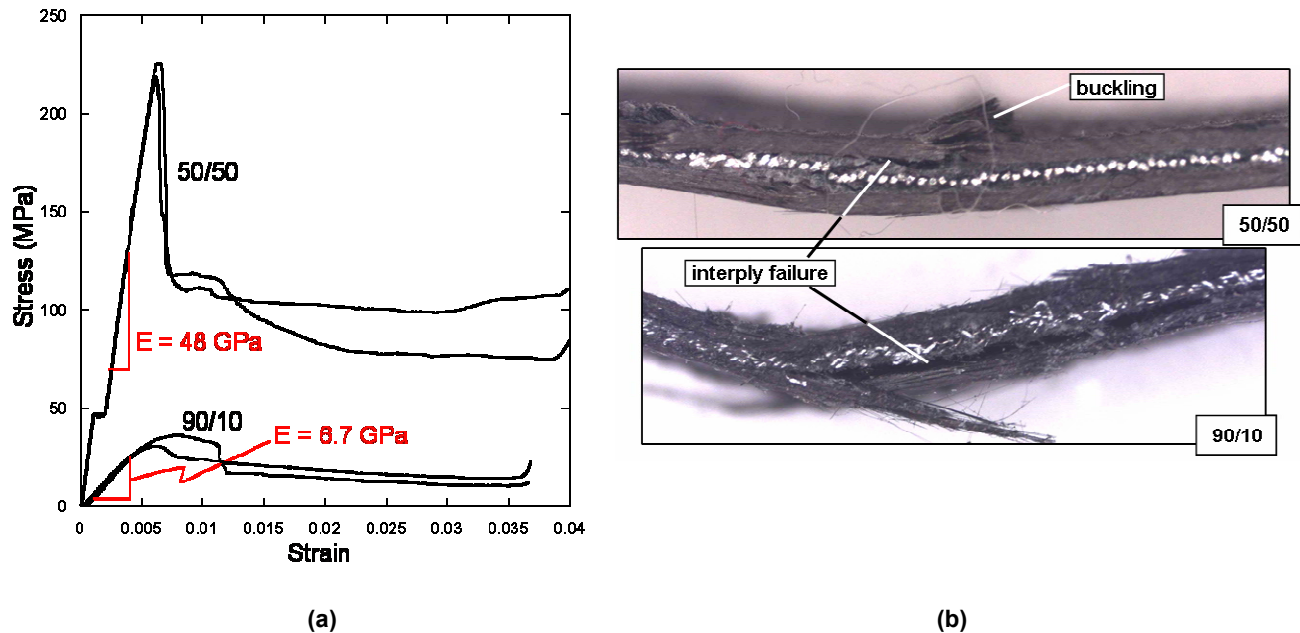 250
200
150
100
50
0
Stress (MPa)
50/50
E = 48 GPa
90/10
E = 6.7 GPa
0 0.005 0.01 0.015 0.02 0.025 0.03 0.035 0.04
Strain
(a)
buckling
50/50
interply failure
90/10
(b)